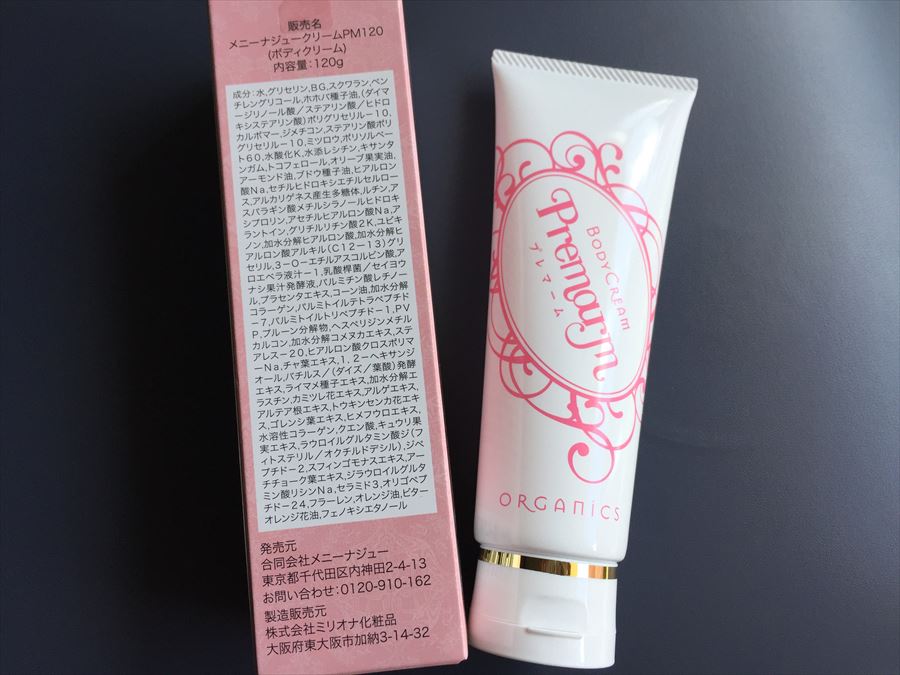 販売名
メニーナジュークリームPM120
(ボディクリーム)
内容量:120g
成分:水,グリセリン,BG,スクワラン,ペン
チレングリコール,ホホバ種子油,(ダイマ
ージリノール酸/ステアリン酸/ヒドロ
キシステアリン酸)ポリグリセリル-10,
カルボマー,ジメチコン,ステアリン酸ポリ
グリセリル-10,ミツロウ,ポリソルベー
ト60,水酸化K,水添レシチン,キサンタ
ンガム,トコフェロール,オリーブ果実油,
アーモンド油,ブドウ種子油,ヒアルロン
酸Na,セチルヒドロキシエチルセルロー
ス,アルカリゲネス産生多糖体,ルチン,ア
スパラギン酸メチルシラノールヒドロキ
シプロリン,アセチルヒアルロン酸Na,ア
ラントイン,グリチルリチン酸2K,ユビキ
ノン,加水分解ヒアルロン酸,加水分解ヒ
アルロン酸アルキル(C12-13)グリ
セリル,3-O-エチルアスコルビン酸,ア
ロエベラ液汁-1,乳酸桿菌/セイヨウ
ナシ果汁発酵液,パルミチン酸レチノー
ル,プラセンタエキス,コーン油,加水分解
コラーゲン,パルミトイルテトラペプチド
-7,パルミトイルトリペプチド-1,PV
P,プルーン分解物,ヘスペリジンメチル
カルコン,加水分解コメヌカエキス,ステ
アレス-20,ヒアルロン酸クロスポリマ
ーNa,チャ葉エキス,1,2-ヘキサンジ
オール,バチルス/(ダイズ/葉酸)発酵
エキス,ライマメ種子エキス,加水分解エ
ラスチン,カミツレ花エキス,アルゲエキス,
アルテア根エキス,トウキンセンカ花エキ
ス,ゴレンシ葉エキス,ヒメフウロエキス,
水溶性コラーゲン,クエン酸,キュウリ果
実エキス,ラウロイルグルタミン酸ジ(フ
ィトステリル/オクチルドデシル),ジペ
プチド-2,スフィンゴモナスエキス,アー
チチョーク葉エキス,ジラウロイルグルタ
ミン酸リシンNa,セラミド3,オリゴペプ
チド-24,フラーレン,オレンジ油,ビター
オレンジ花油,フェノキシエタノール
発売元
合同会社メニーナジュー
東京都千代田区内神田2-4-13
お問い合わせ:0120-910-162
製造販売元
株式会社ミリオナ化粧品
大阪府東大阪市加納3-14-32
BODY CREAM
Premarm
プレマーム
ORGANICS